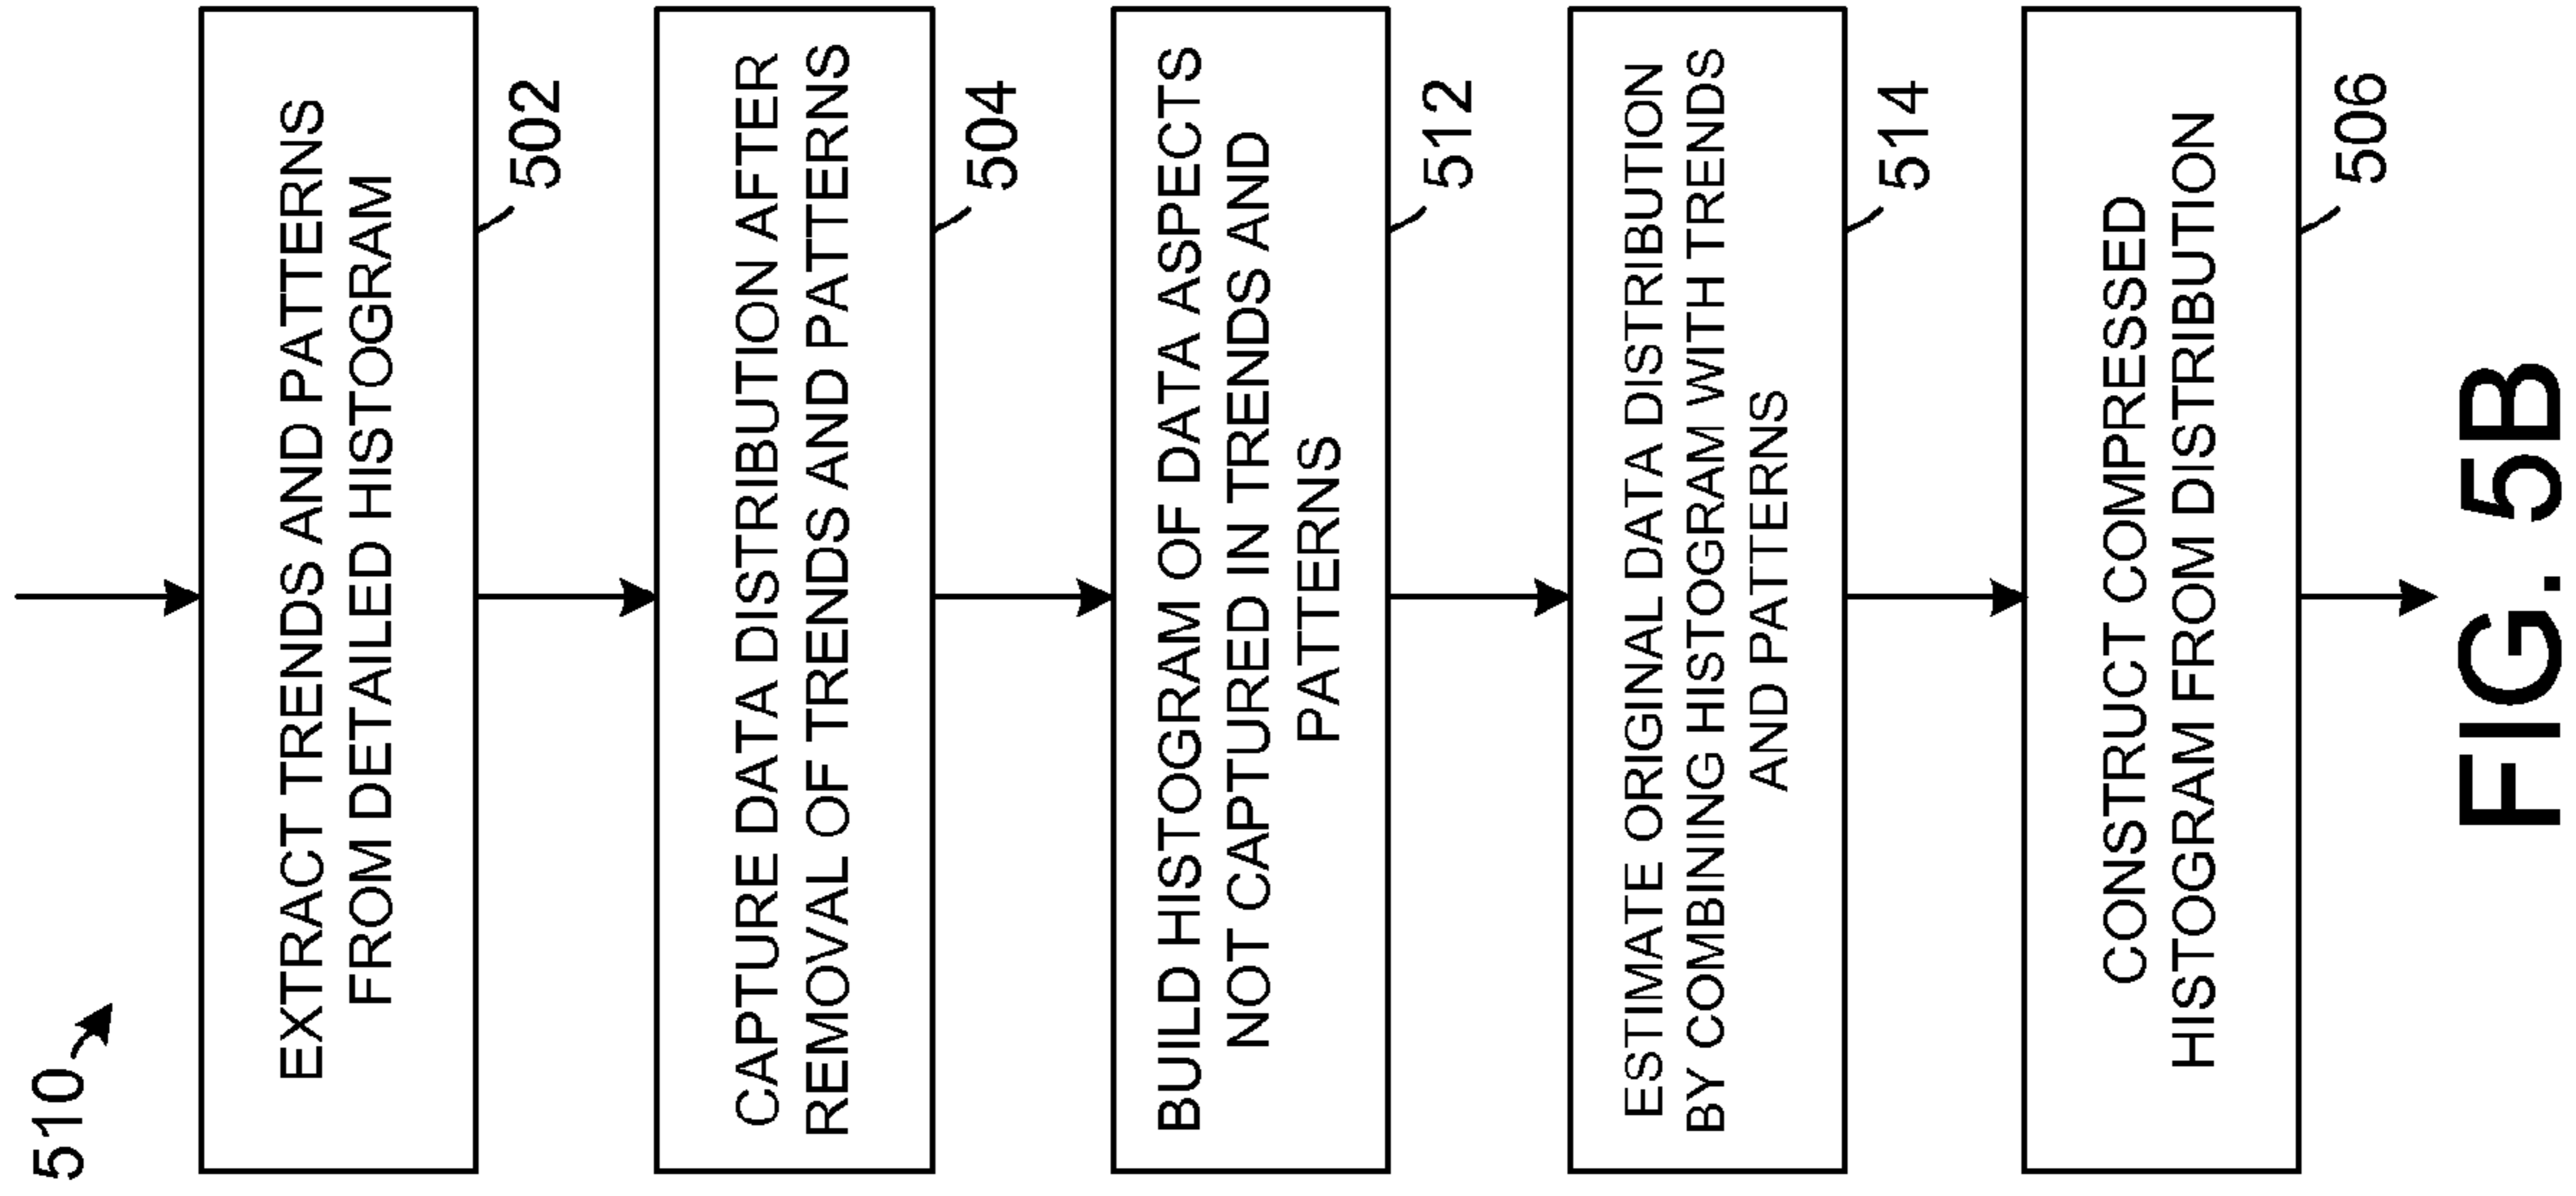 510
EXTRACT TRENDS AND PATTERNS
FROM DETAILED HISTOGRAM
502
CAPTURE DATA DISTRIBUTION AFTER
REMOVAL OF TRENDS AND PATTERNS
504
BUILD HISTOGRAM OF DATA ASPECTS
NOT CAPTURED IN TRENDS AND
PATTERNS
512
ESTIMATE ORIGINAL DATA DISTRIBUTION
BY COMBINING HISTOGRAM WITH TRENDS
AND PATTERNS
514
CONSTRUCT COMPRESSED
HISTOGRAM FROM DISTRIBUTION
506
FIG. 5B